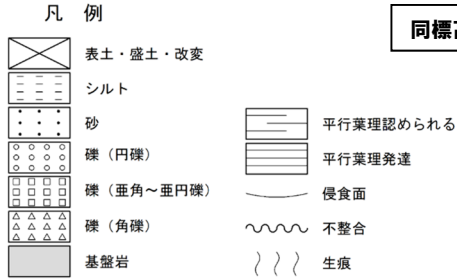 凡 例
同標
表土・盛土・改変
シルト
砂
礫（円礫）
礫（亜角～亜円礫）
礫（角礫）
基盤岩
平行葉理認められる
平行葉理発達
侵食面
不整合
生痕